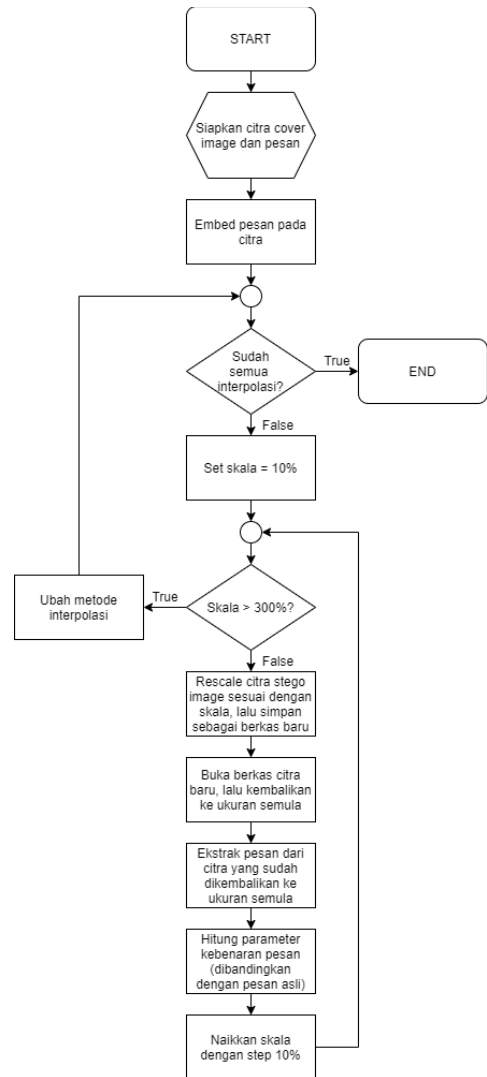 START
Siapkan citra cover
image dan pesan
Embed pesan pada
citra
Sudah
semua
interpolasi?
True
END
False
Set skala = 10%
Skala > 300%?
True
Ubah metode
interpolasi
False
Rescale citra stego
image sesuai dengan
skala, lalu simpan
sebagai berkas baru
Buka berkas citra
baru, lalu kembalikan
ke ukuran semula
Ekstrak pesan dari
citra yang sudah
dikembalikan ke
ukuran semula
Hitung parameter
kebenaran pesan
(dibandingkan
dengan pesan asli)
Naikkan skala
dengan step 10%